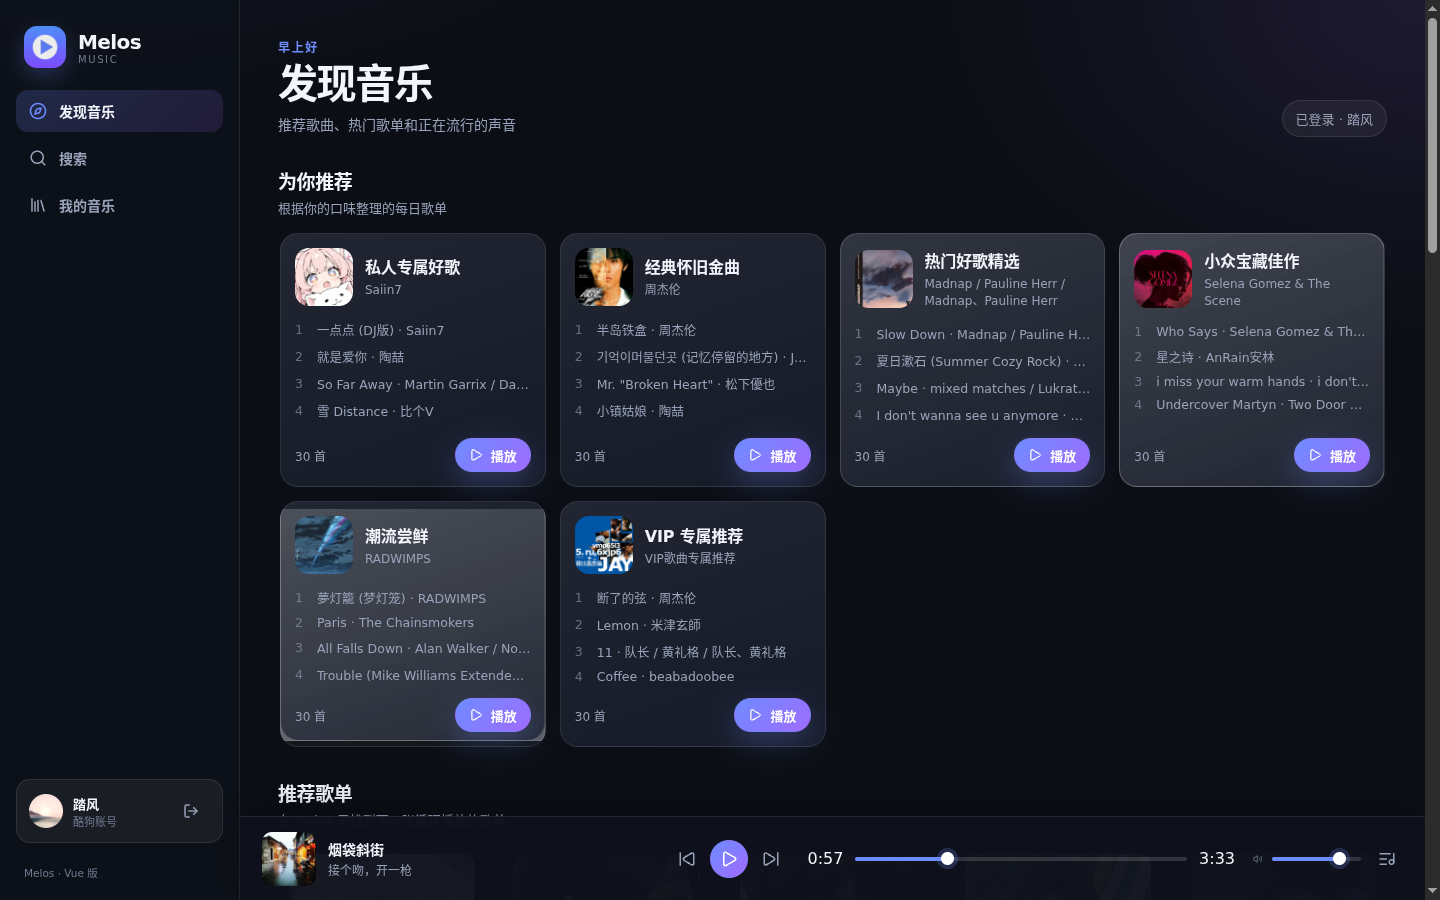 Melos
MUSIC
发现音乐
搜索
我的音乐
踏风
酷狗账号
Melos · Vue 版
早上好
发现音乐
推荐歌曲、热门歌单和正在流行的声音
已登录 · 踏风
为你推荐
根据你的口味整理的每日歌单
私人专属好歌
Saiin7
1 一点点 (DJ版) · Saiin7
2 就是爱你 · 陶喆
3 So Far Away · Martin Garrix / Da...
4 雪 Distance · 比个V
30 首
播放
经典怀旧金曲
周杰伦
1 半岛铁盒 · 周杰伦
2 기억이머물던곳 (记忆停留的地方) · J...
3 Mr. "Broken Heart" · 松下優也
4 小镇姑娘 · 陶喆
30 首
播放
热门好歌精选
Madnap / Pauline Herr /
Madnap、Pauline Herr
1 Slow Down · Madnap / Pauline H...
2 夏日漱石 (Summer Cozy Rock) · ...
3 Maybe · mixed matches / Lukrat...
4 I don't wanna see u anymore · ...
30 首
播放
小众宝藏佳作
Selena Gomez & The
Scene
SELENA
GOMEZ
1 Who Says · Selena Gomez & Th...
2 星之诗 · AnRain安林
3 i miss your warm hands · i don't...
4 Undercover Martyn · Two Door ...
30 首
播放
潮流尝鲜
RADWIMPS
1 夢灯籠 (梦灯笼) · RADWIMPS
2 Paris · The Chainsmokers
3 All Falls Down · Alan Walker / No...
4 Trouble (Mike Williams Extende...
30 首
播放
VIP 专属推荐
VIP歌曲专属推荐
JAY
1 断了的弦 · 周杰伦
2 Lemon · 米津玄師
3 11 · 队长 / 黄礼格 / 队长、黄礼格
4 Coffee · beabadoobee
30 首
播放
推荐歌单
烟袋斜街
接个吻，开一枪
0:57
3:33